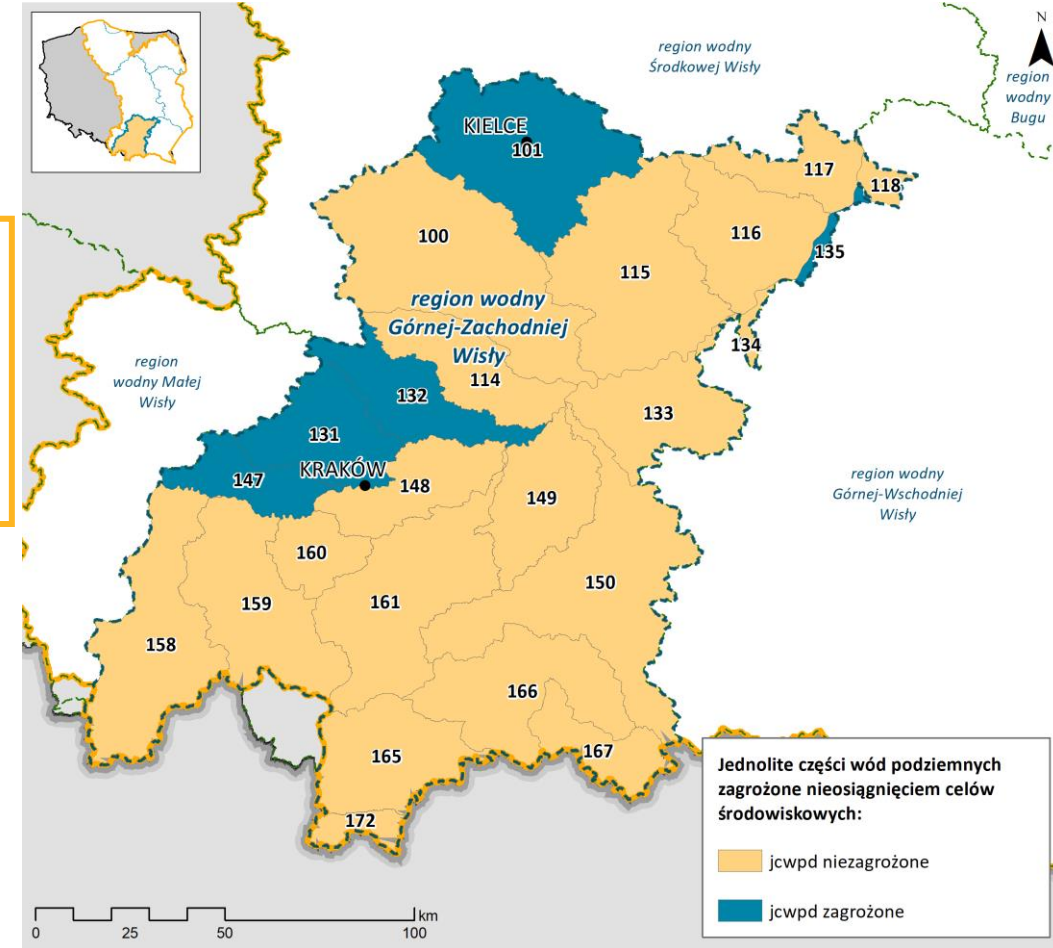 N
region wodny
Środkowej Wisły
region
wodny
Bugu
KIELCE
101
117
118
100
116
115
135
region wodny
Górnej-Zachodniej
Wisły
134
region
wodny Małej
Wisły
114
132
133
131
KRAKÓW
147
148
149
region wodny
Górnej-Wschodniej
Wisły
160
150
159
161
158
166
165
167
172
Jednolite części wód podziemnych
zagrożone nieosiągnięciem celów
środowiskowych:
jcwpd niezagrożone
jcwpd zagrożone
km
0
25
50
100